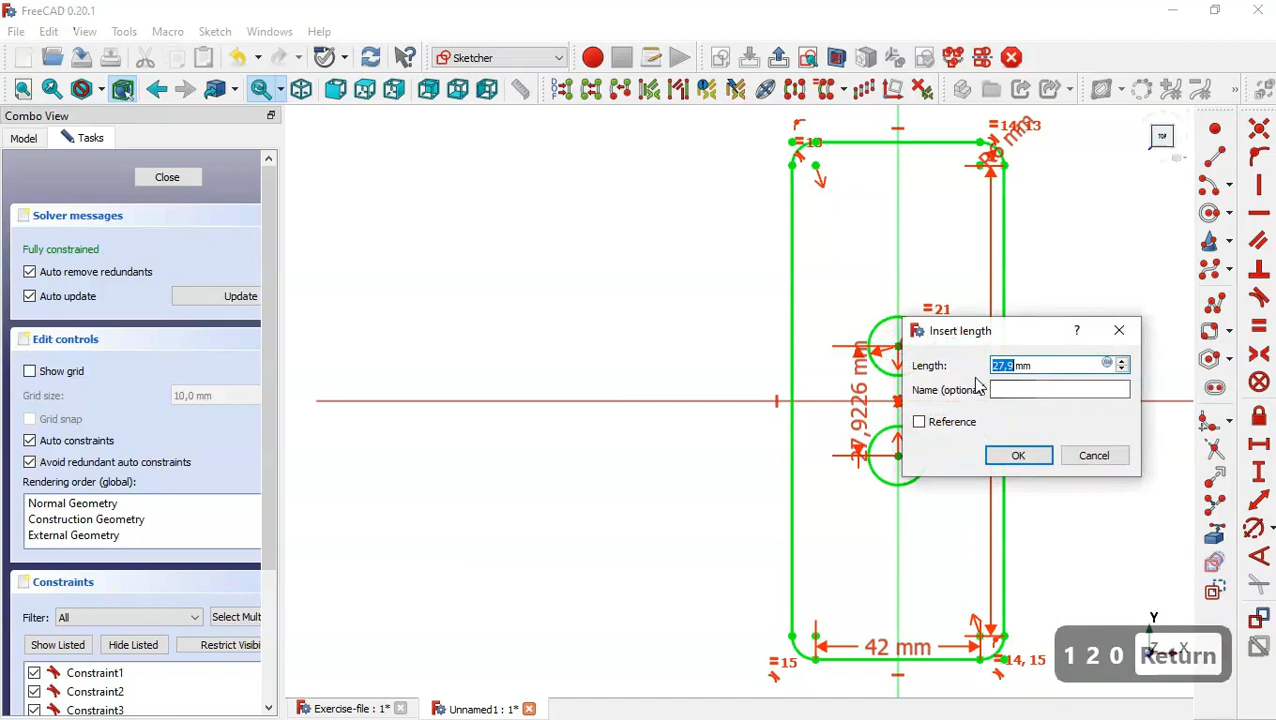 FreeCAD 0.20.1
File Edit View Tools Macro Sketch Windows Help
Sketcher
Combo View
Model Tasks
Close
Solver messages
Fully constrained
Auto remove redundants
Auto update Update
Edit controls
Show grid
Grid size: 10,0 mm
Grid snap
Auto constraints
Avoid redundant auto constraints
Rendering order (global):
Normal Geometry
Construction Geometry
External Geometry
Constraints
Filter: All Select Mult
Show Listed Hide Listed Restrict Visibi
Constraint1
Constraint2
Constraint3
14, 13
13
TOP
21
27,9226 mm
Insert length
Length: 27,9 mm
Name (optional
Reference
OK Cancel
42 mm
15
14, 15
Y
Z X
1 2 0 Return
Exercise-file : 1*
Unnamed1 : 1*